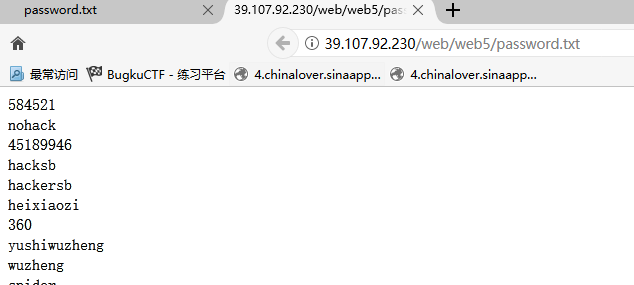 password.txt
39.107.92.230/web/web5/pass
39.107.92.230/web/web5/password.txt
最常访问 BugkuCTF - 练习平台 4.chinalover.sinaapp... 4.chinalover.sinaapp...
584521
nohack
45189946
hacksb
hackersb
heixiaozi
360
yushiwuzheng
wuzheng
spider